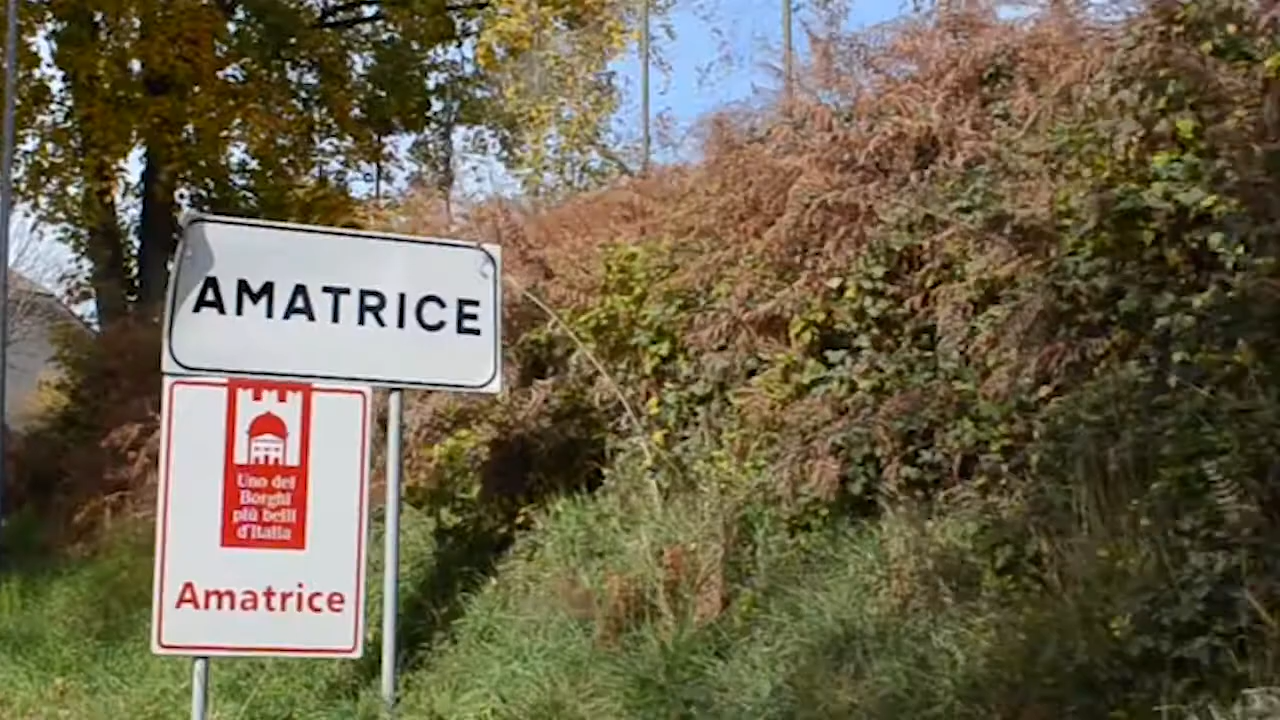 AMATRICE
Uno dei
Borghi
più belli
d'Italia
Amatrice